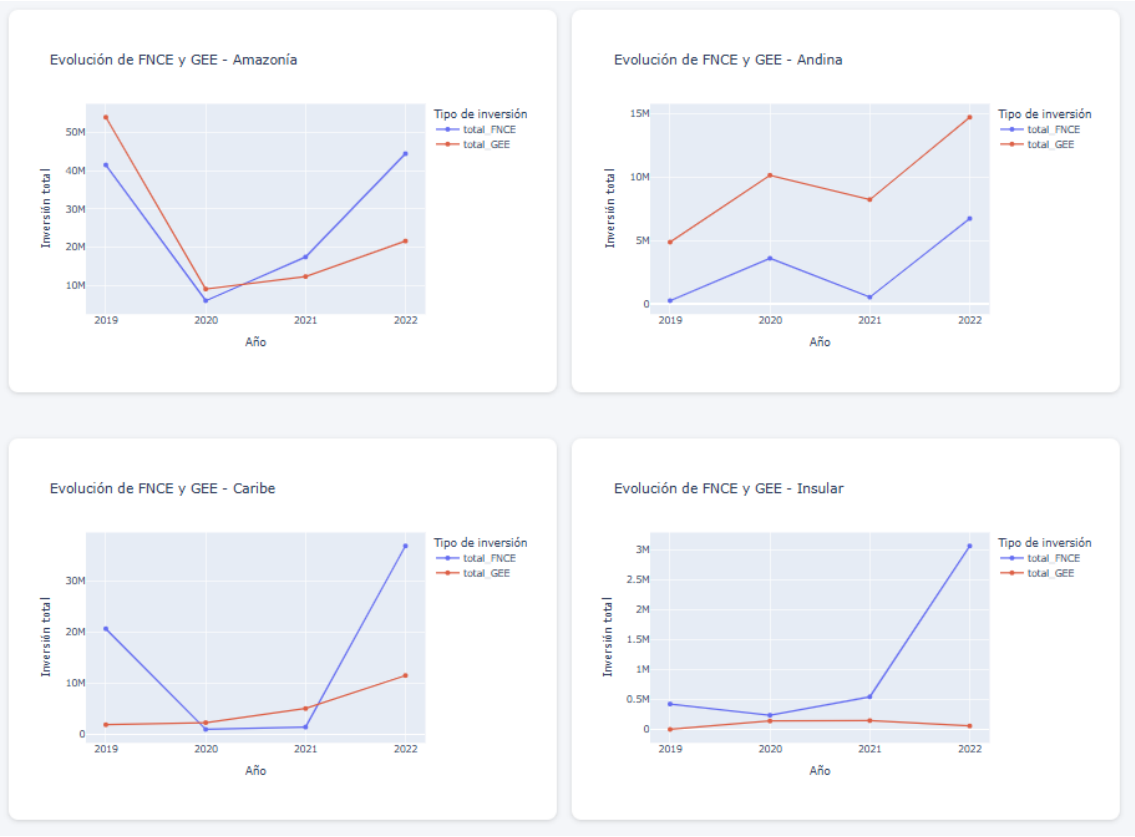 Evolución de FNCE y GEE - Amazonía
Tipo de inversión
total_FNCE
total_GEE
50M
40M
30M
20M
10M
Inversión total
2019 2020 2021 2022
Año
Evolución de FNCE y GEE - Andina
Tipo de inversión
total_FNCE
total_GEE
15M
10M
5M
0
Inversión total
2019 2020 2021 2022
Año
Evolución de FNCE y GEE - Caribe
Tipo de inversión
total_FNCE
total_GEE
30M
20M
10M
0
Inversión total
2019 2020 2021 2022
Año
Evolución de FNCE y GEE - Insular
Tipo de inversión
total_FNCE
total_GEE
3M
2.5M
2M
1.5M
1M
0.5M
0
Inversión total
2019 2020 2021 2022
Año